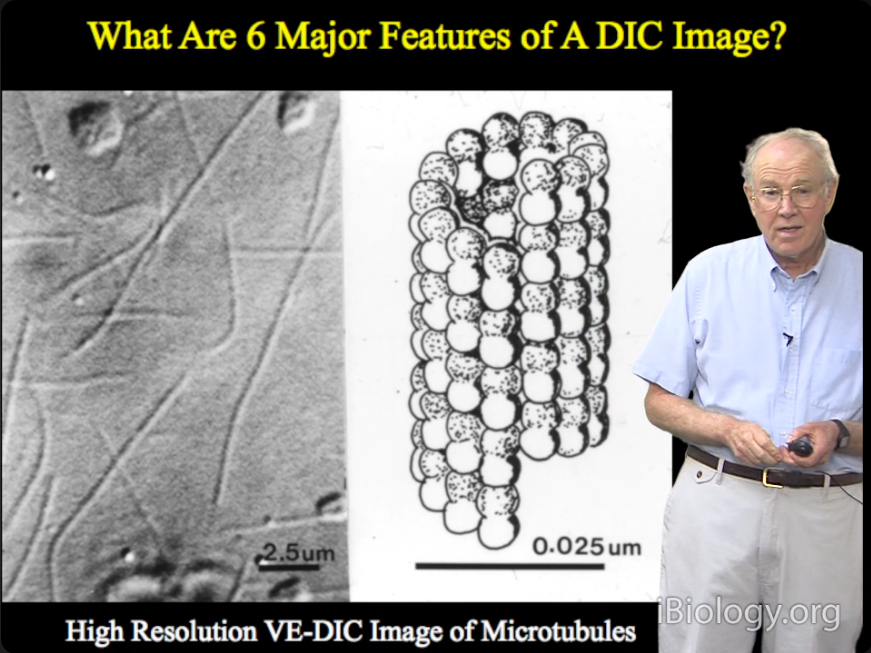 What Are 6 Major Features of A DIC Image?
2.5um
0.025um
High Resolution VE-DIC Image of Microtubules
iBiology.org